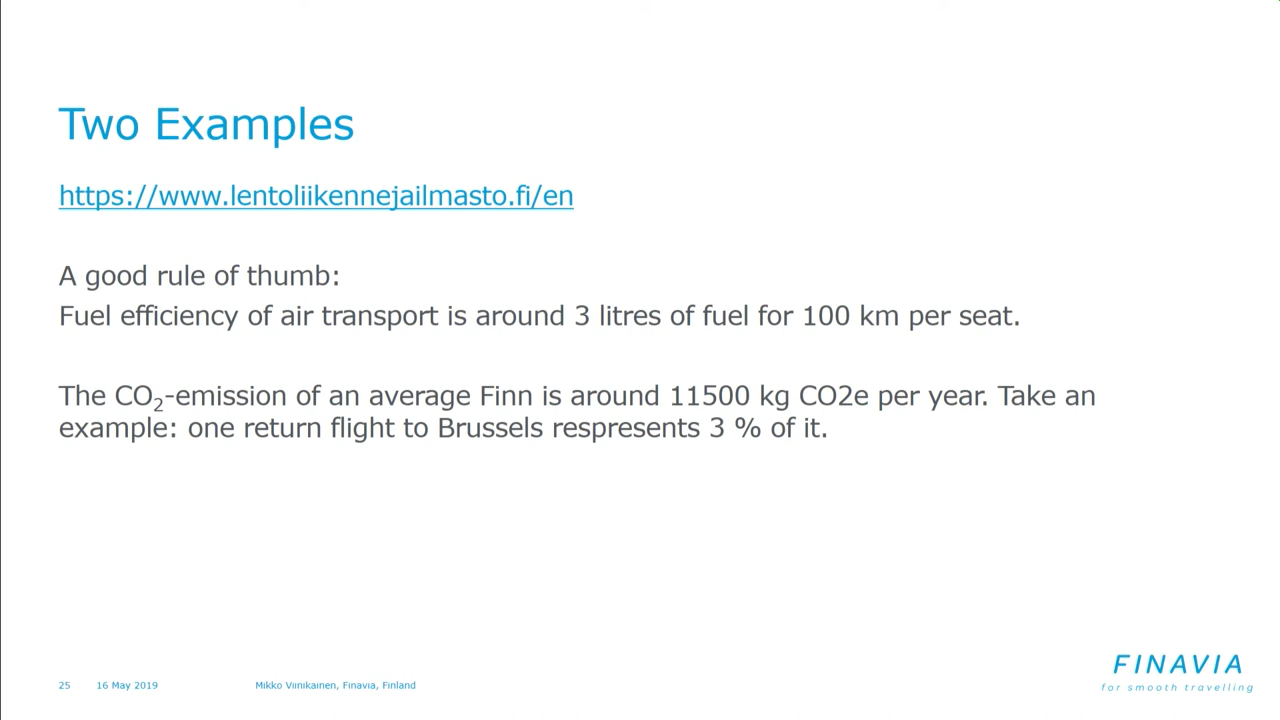 Two Examples
https://www.lentoliikennejailmasto.fi/en
A good rule of thumb:
Fuel efficiency of air transport is around 3 litres of fuel for 100 km per seat.
The CO₂-emission of an average Finn is around 11500 kg CO2e per year. Take an
example: one return flight to Brussels respresents 3 % of it.
FINAVIA
for smooth travelling
25 16 May 2019 Mikko Viinikainen, Finavia, Finland